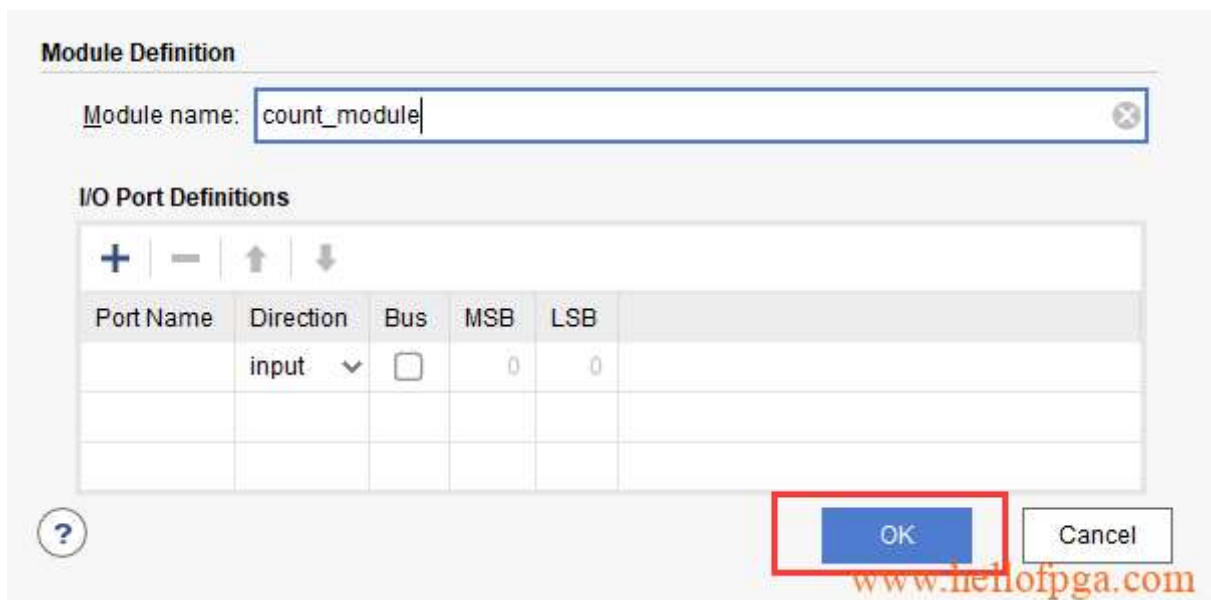 Module Definition
Module name: count_module
I/O Port Definitions
Port Name Direction Bus MSB LSB
input 0 0
? OK Cancel
www.hellofpga.com